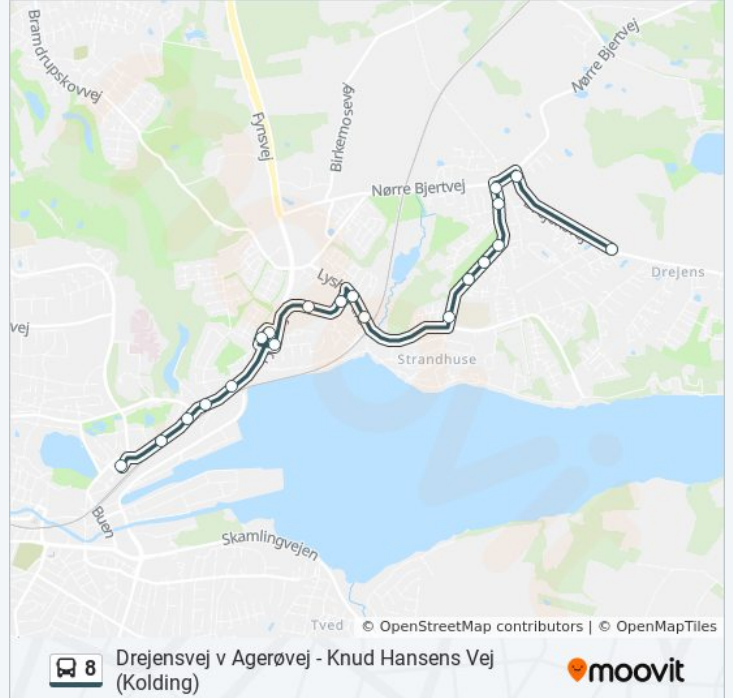 Bramdrupskovvej
Fynsvej
Birkemosevej
Nørre Bjertvej
Nørre Bjertvej
Drejens
vej
Strandhuse
Buen
Skamlingvejen
Tved
© OpenStreetMap contributors | © OpenMapTiles
8
Drejensvej v Agerøvej - Knud Hansens Vej
(Kolding)
moovit